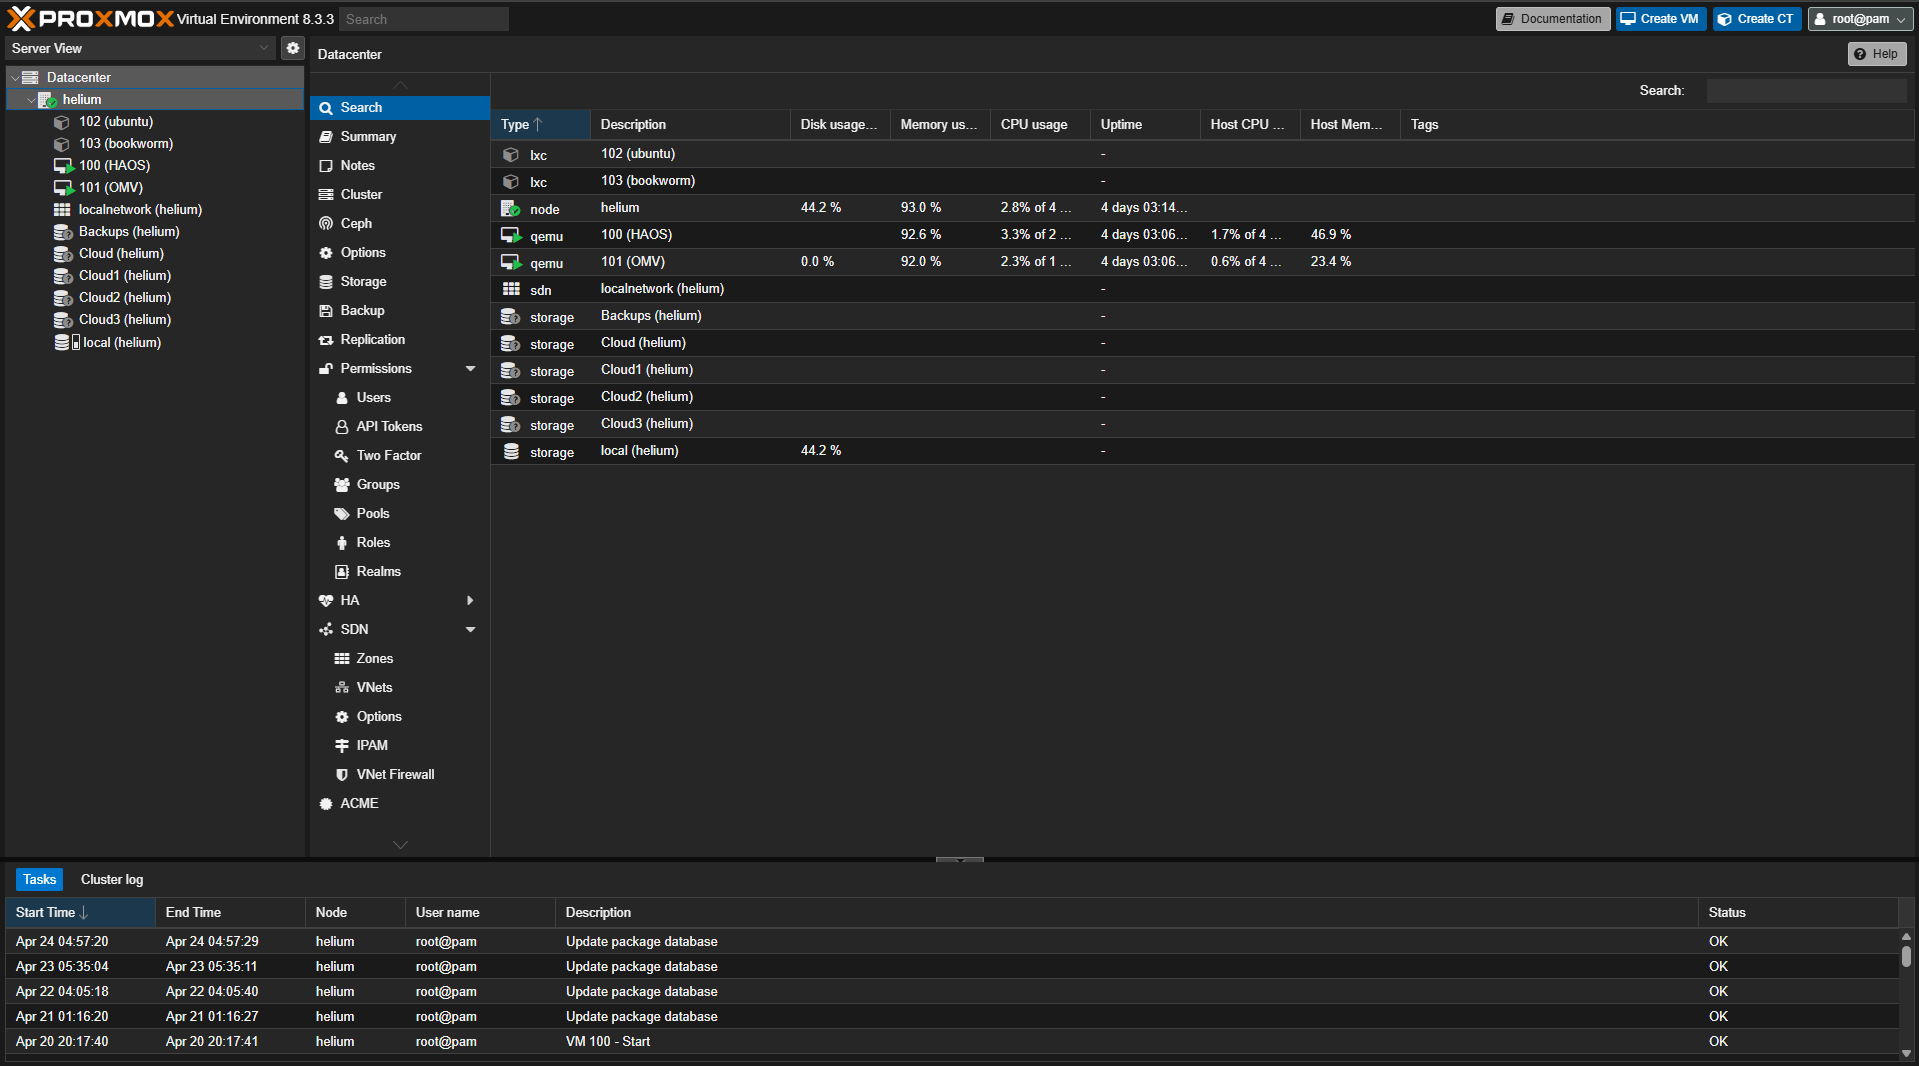 PROXMOX Virtual Environment 8.3.3 Search Documentation Create VM Create CT root@pam
Server View
Datacenter
helium
102 (ubuntu)
103 (bookworm)
100 (HAOS)
101 (OMV)
localnetwork (helium)
Backups (helium)
Cloud (helium)
Cloud1 (helium)
Cloud2 (helium)
Cloud3 (helium)
local (helium)
Datacenter Help
Search
Summary
Notes
Cluster
Ceph
Options
Storage
Backup
Replication
Permissions
Users
API Tokens
Two Factor
Groups
Pools
Roles
Realms
HA
SDN
Zones
VNets
Options
IPAM
VNet Firewall
ACME
Search:
Type Description Disk usage... Memory us... CPU usage Uptime Host CPU ... Host Mem... Tags
lxc 102 (ubuntu) -
lxc 103 (bookworm) -
node helium 44.2 % 93.0 % 2.8% of 4 ... 4 days 03:14...
qemu 100 (HAOS) 92.6 % 3.3% of 2 ... 4 days 03:06... 1.7% of 4 ... 46.9 %
qemu 101 (OMV) 0.0 % 92.0 % 2.3% of 1 ... 4 days 03:06... 0.6% of 4 ... 23.4 %
sdn localnetwork (helium) -
storage Backups (helium) -
storage Cloud (helium) -
storage Cloud1 (helium) -
storage Cloud2 (helium) -
storage Cloud3 (helium) -
storage local (helium) 44.2 % -
Tasks Cluster log
Start Time End Time Node User name Description Status
Apr 24 04:57:20 Apr 24 04:57:29 helium root@pam Update package database OK
Apr 23 05:35:04 Apr 23 05:35:11 helium root@pam Update package database OK
Apr 22 04:05:18 Apr 22 04:05:40 helium root@pam Update package database OK
Apr 21 01:16:20 Apr 21 01:16:27 helium root@pam Update package database OK
Apr 20 20:17:40 Apr 20 20:17:41 helium root@pam VM 100 - Start OK